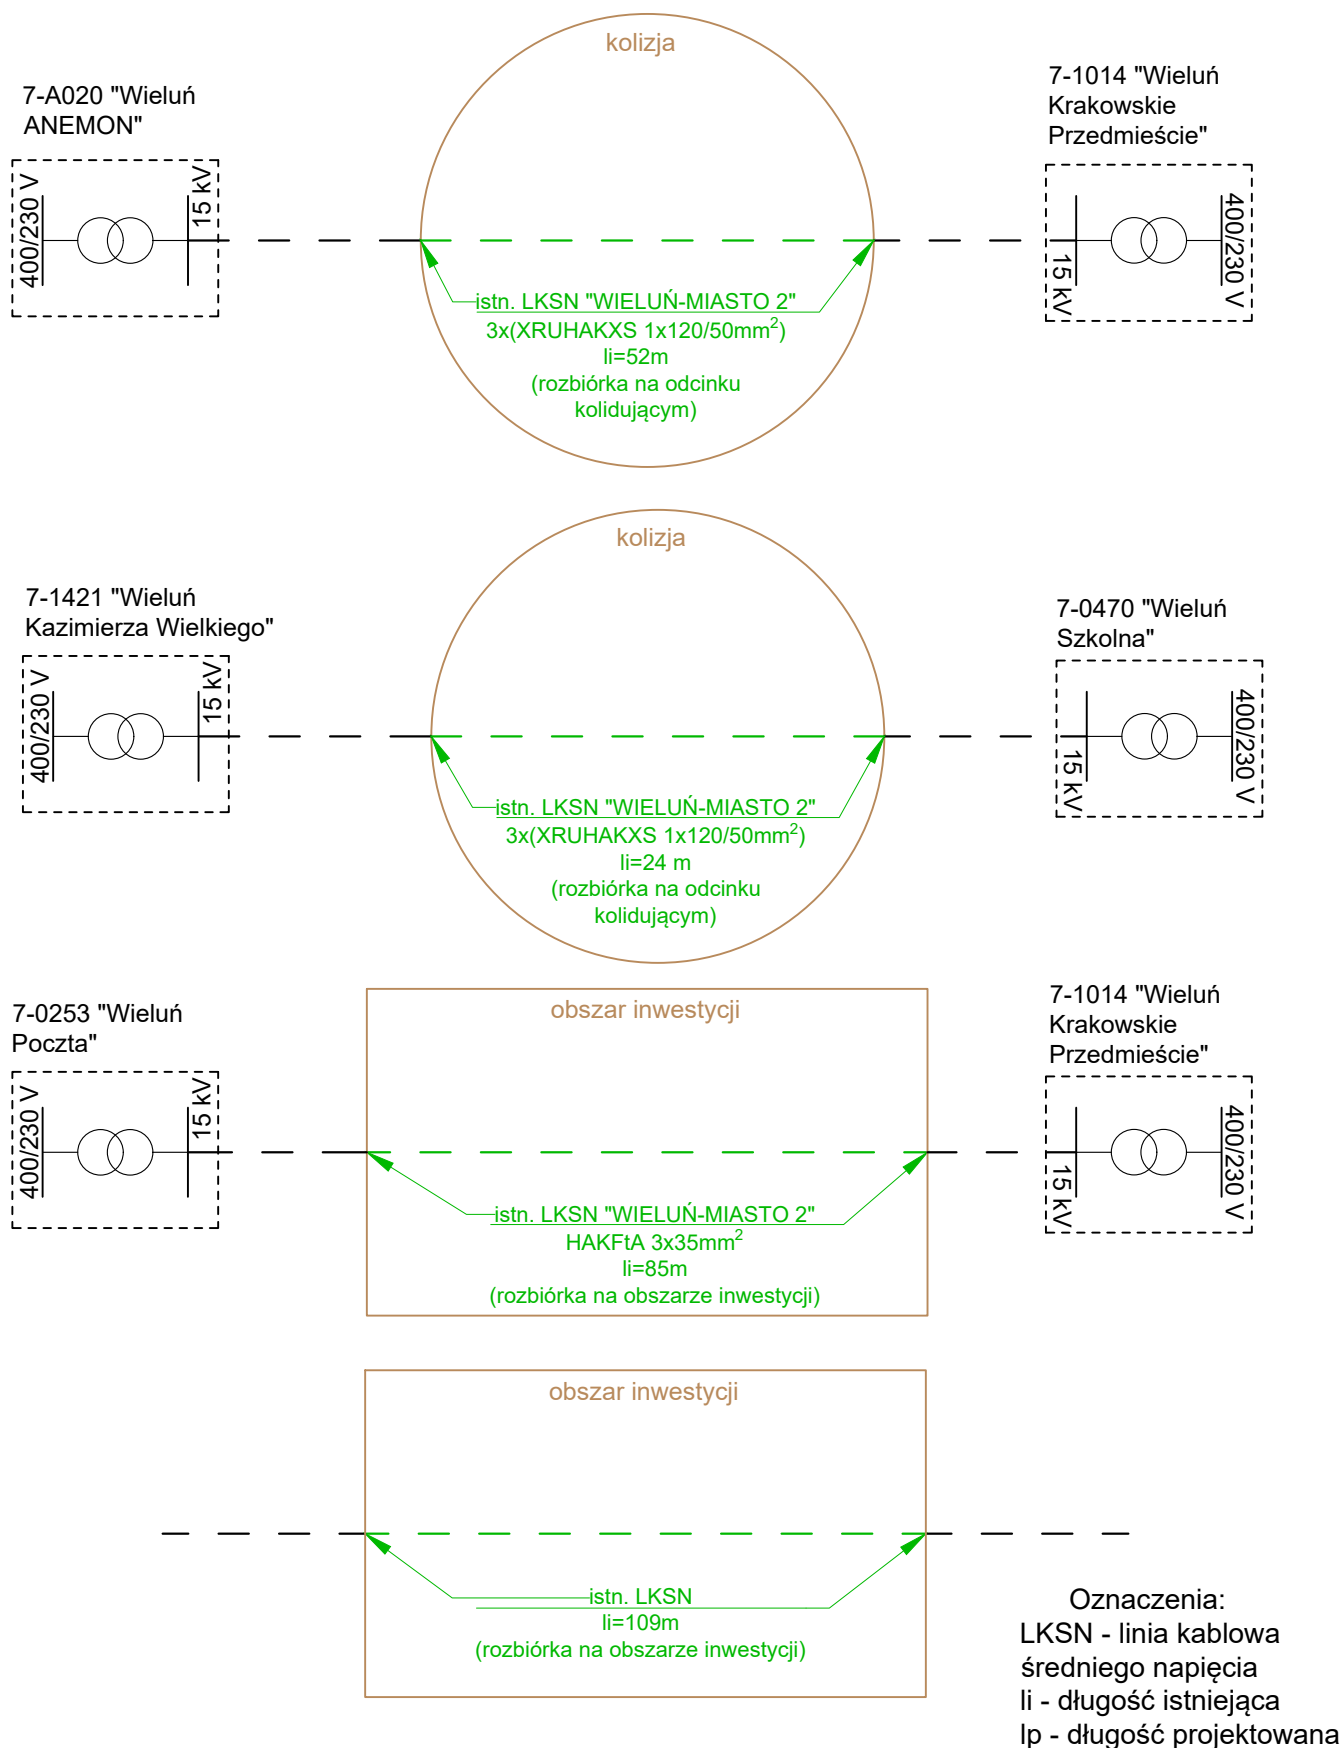 kolizja
7-A020 "Wieluń
ANEMON"
400/230 V
15 kV
7-1014 "Wieluń
Krakowskie
Przedmieście"
15 kV
400/230 V
istn. LKSN "WIELUŃ-MIASTO 2"
3x(XRUHAKXS 1x120/50mm²)
li=52m
(rozbiórka na odcinku
kolidującym)
kolizja
7-1421 "Wieluń
Kazimierza Wielkiego"
400/230 V
15 kV
7-0470 "Wieluń
Szkolna"
15 kV
400/230 V
istn. LKSN "WIELUŃ-MIASTO 2"
3x(XRUHAKXS 1x120/50mm²)
li=24 m
(rozbiórka na odcinku
kolidującym)
obszar inwestycji
7-0253 "Wieluń
Poczta"
400/230 V
15 kV
7-1014 "Wieluń
Krakowskie
Przedmieście"
15 kV
400/230 V
istn. LKSN "WIELUŃ-MIASTO 2"
HAKFtA 3x35mm²
li=85m
(rozbiórka na obszarze inwestycji)
obszar inwestycji
istn. LKSN
li=109m
(rozbiórka na obszarze inwestycji)
Oznaczenia:
LKSN - linia kablowa
średniego napięcia
li - długość istniejąca
lp - długość projektowana